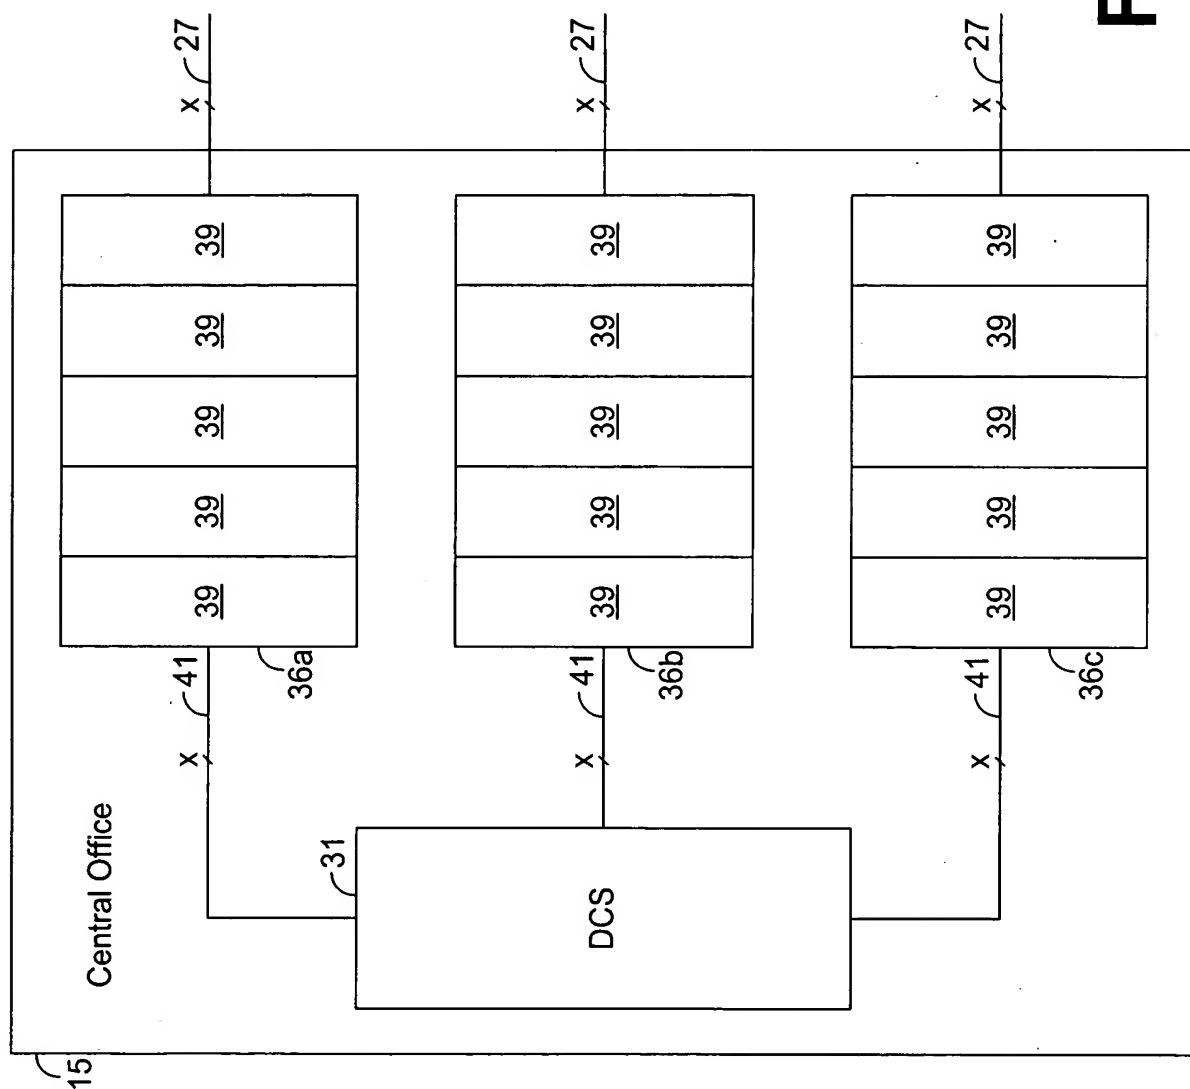 15
Central Office
x 41 x 27
39 39 39 39 39
36a
31
x 41 x 27
DCS 39 39 39 39 39
36b
x 41 x 27
39 39 39 39 39
36c
F